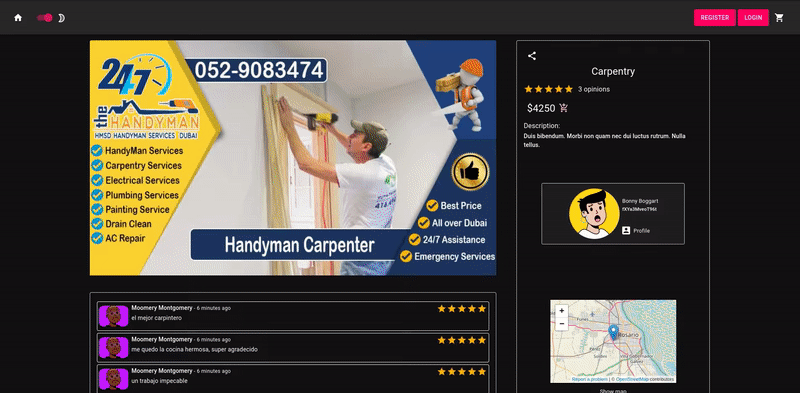 REGISTER
LOGIN
24/7
the
HANDYMAN
HMSD HANDYMAN SERVICES DUBAI
HandyMan Services
Carpentry Services
Electrical Services
Plumbing Services
Painting Service
Drain Clean
AC Repair
052-9083474
Best Price
All over Dubai
24/7 Assistance
Emergency Services
Handyman Carpenter
Carpentry
3 opinions
$4250
Description:
Duis bibendum. Morbi non quam nec dui luctus rutrum. Nulla
tellus.
Bonny Boggart
Profile
Moomery Montgomery - 6 minutes ago
el mejor carpintero
Moomery Montgomery - 6 minutes ago
me quedo la cocina hermosa, super agradecido
Moomery Montgomery - 6 minutes ago
un trabajo impecable
+
−
Rosario
Report a problem | © OpenStreetMap contributors
Show map